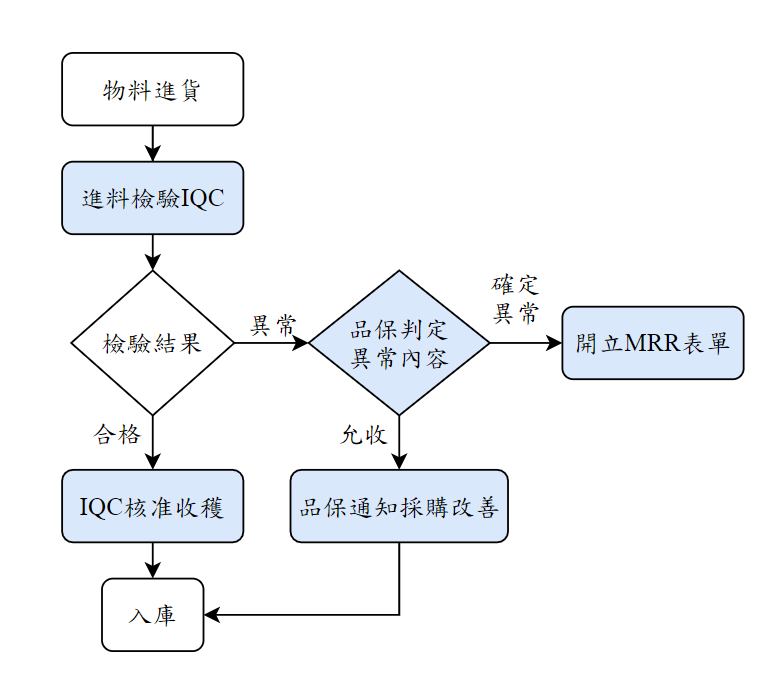 物料進貨
進料檢驗IQC
檢驗結果
異常
品保判定
異常內容
確定
異常
開立MRR表單
合格
允收
IQC核准收穫
品保通知採購改善
入庫